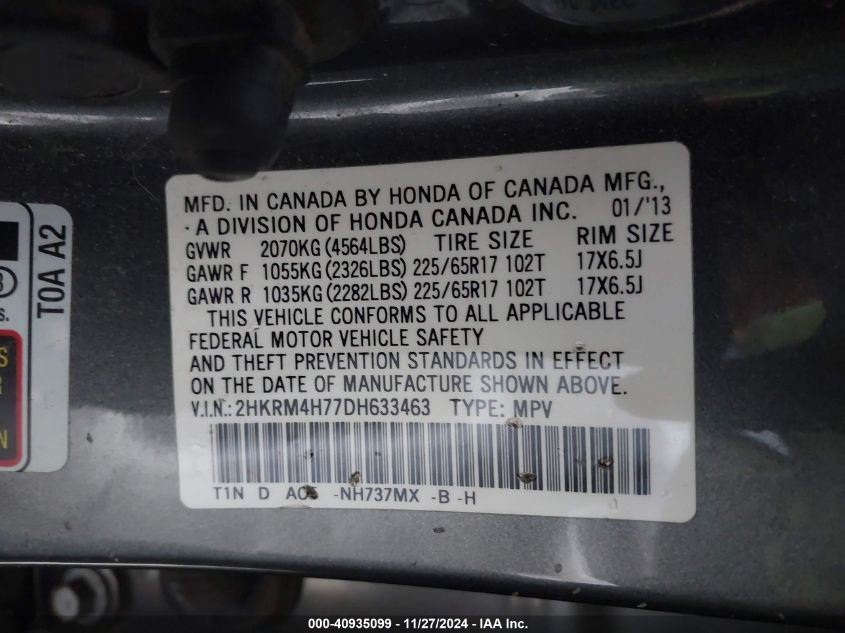 MFD. IN CANADA BY HONDA OF CANADA MFG.,
A DIVISION OF HONDA CANADA INC. 01/'13
GVWR 2070KG (4564LBS) TIRE SIZE RIM SIZE
GAWR F 1055KG (2326LBS) 225/65R17 102T 17X6.5J
GAWR R 1035KG (2282LBS) 225/65R17 102T 17X6.5J
THIS VEHICLE CONFORMS TO ALL APPLICABLE
FEDERAL MOTOR VEHICLE SAFETY
AND THEFT PREVENTION STANDARDS IN EFFECT
ON THE DATE OF MANUFACTURE SHOWN ABOVE.
V.I.N.: 2HKRM4H77DH633463 TYPE: MPV
T1N D -NH737MX -B -H
T0A A2
000-40935099 - 11/27/2024 - IAA Inc.